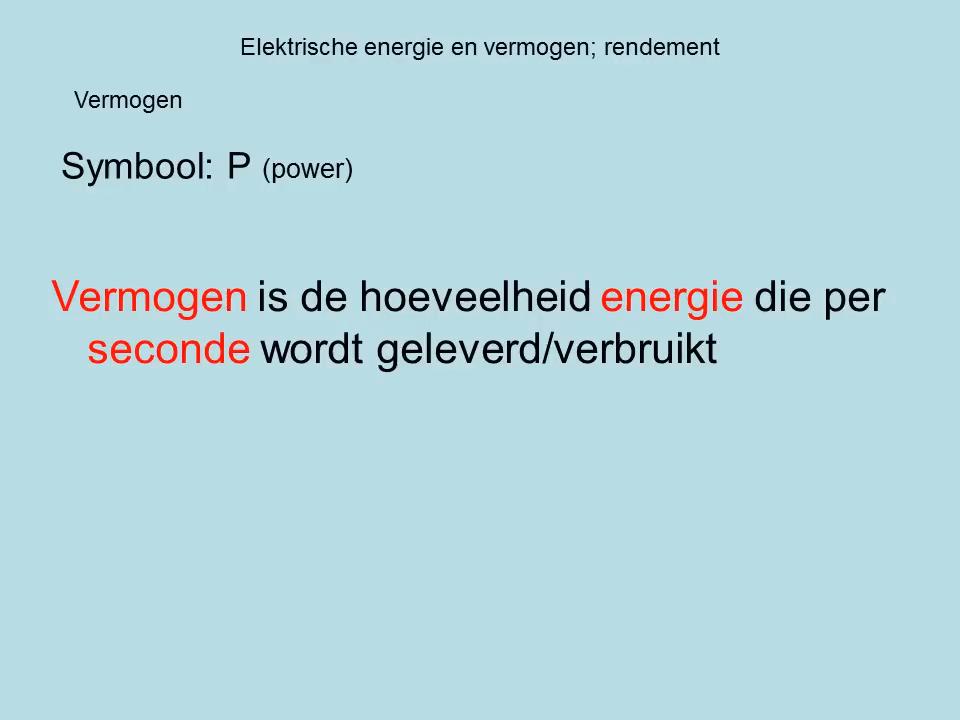 Elektrische energie en vermogen; rendement
Vermogen
Symbool: P (power)
Vermogen is de hoeveelheid energie die per
seconde wordt geleverd/verbruikt